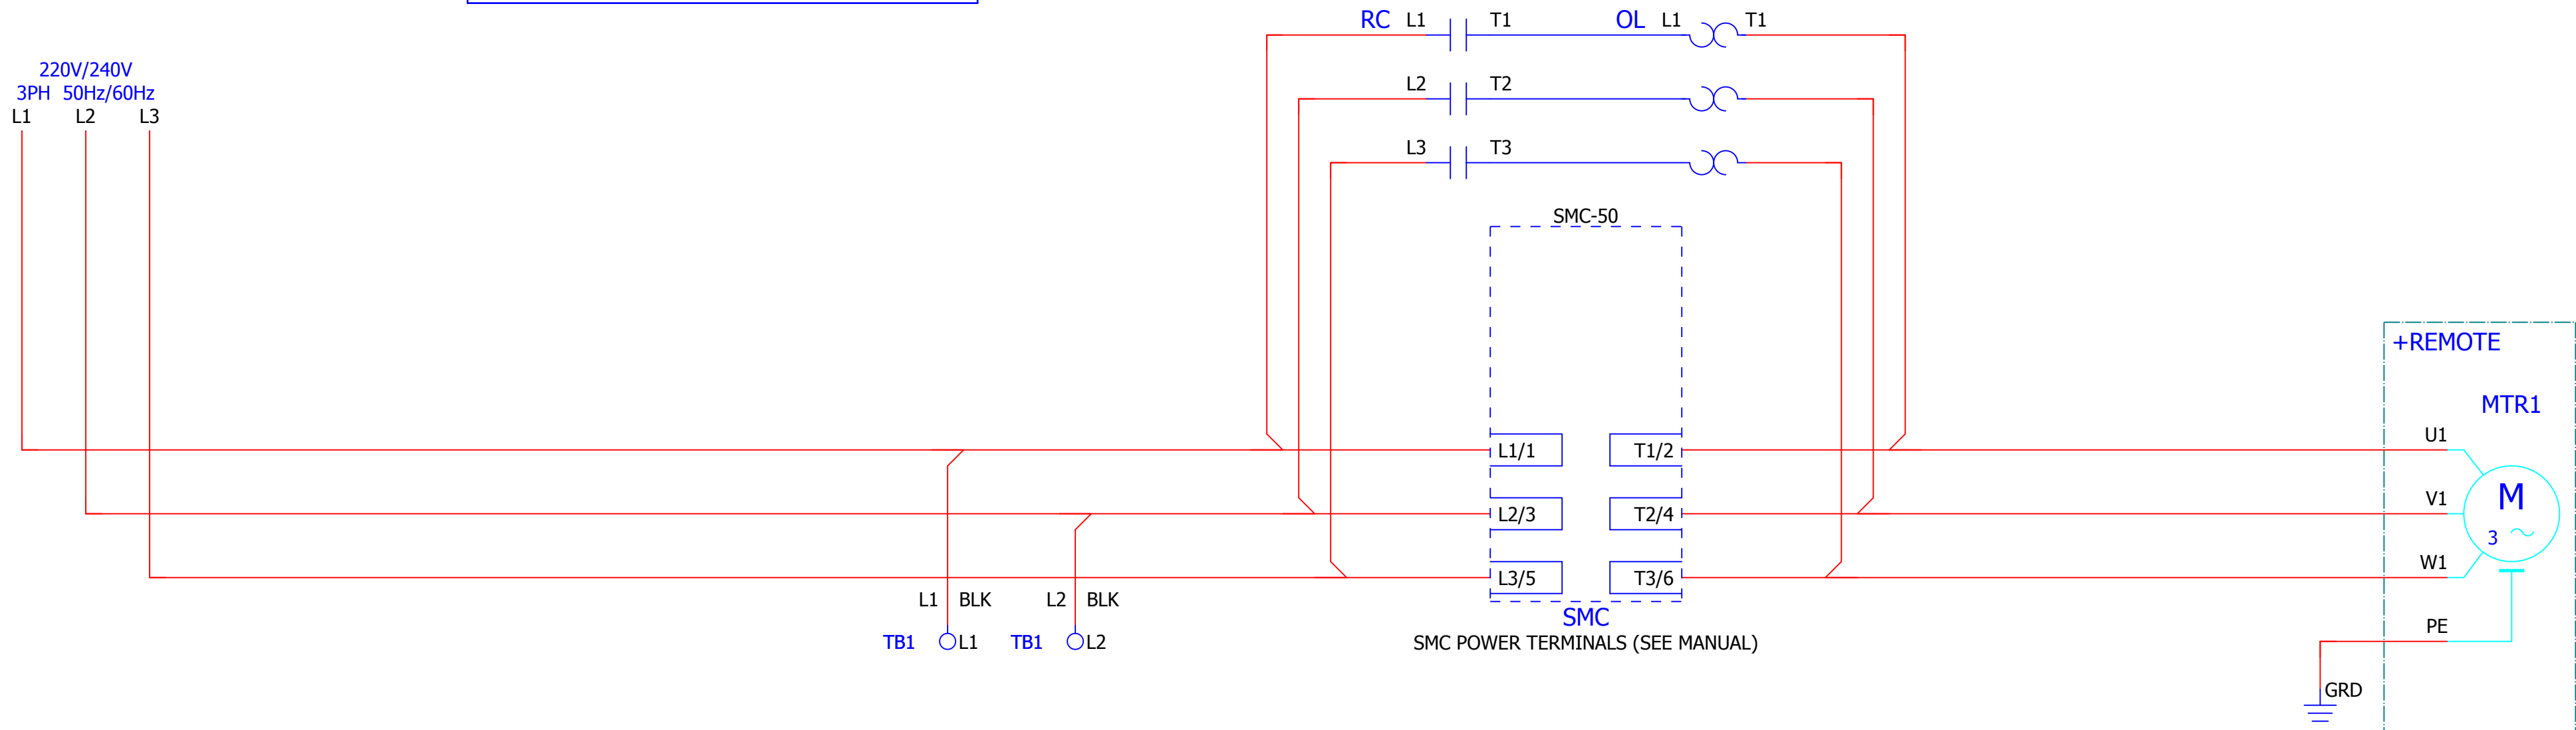 RC L1 T1 OL L1 T1
220V/240V
3PH 50Hz/60Hz
L1 L2 L3
L2 T2
L3 T3
SMC-50
+REMOTE
MTR1
L1/1 T1/2 U1
L2/3 T2/4 V1 M
3
L3/5 T3/6 W1
L1 BLK L2 BLK
SMC
TB1 L1 TB1 L2
SMC POWER TERMINALS (SEE MANUAL)
PE
GRD